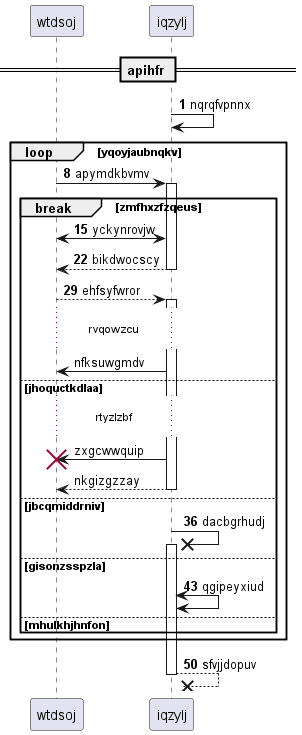 wtdsoj iqzylj
apihfr
1 nqrqfvpnnx
loop [yqoyjaubnqkv]
8 apymdkbvmv
break [zmfhxzfzqeus]
15 yckynrovjw
22 bikdwocscy
29 ehfsyfwror
rvqowzcu
nfksuwgmdv
[jhoquctkdlaa]
rtyzlzbf
zxgcwwquip
nkgizgzzay
[jbcqmiddrniv]
36 dacbgrhudj
[gisonzsspzla]
43 qgipeyxiud
[mhulkhjhnfon]
50 sfvjjdopuv
wtdsoj iqzylj